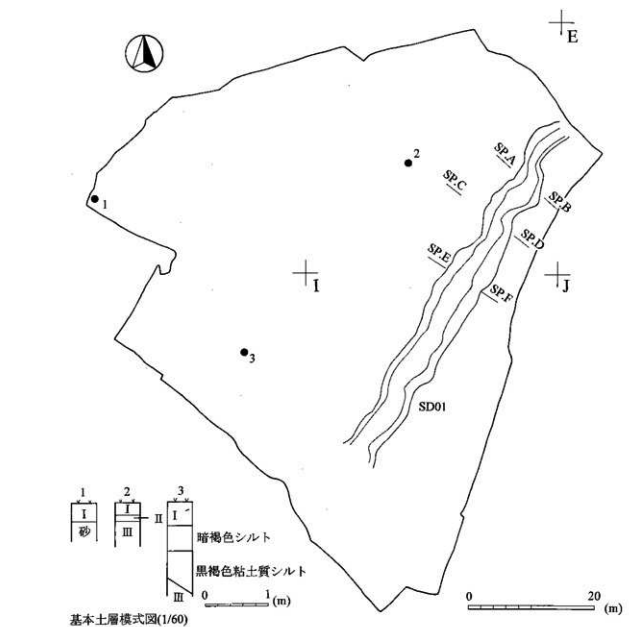 E
SP.A
2
SP.C
1
SP.B
SP.D
SP.E
I
J
SP.F
3
SD01
1 2 3
I I II I
砂 III
暗褐色シルト
黒褐色粘土質シルト
III
0 1 (m)
0 20 (m)
基本土層模式図(1/60)